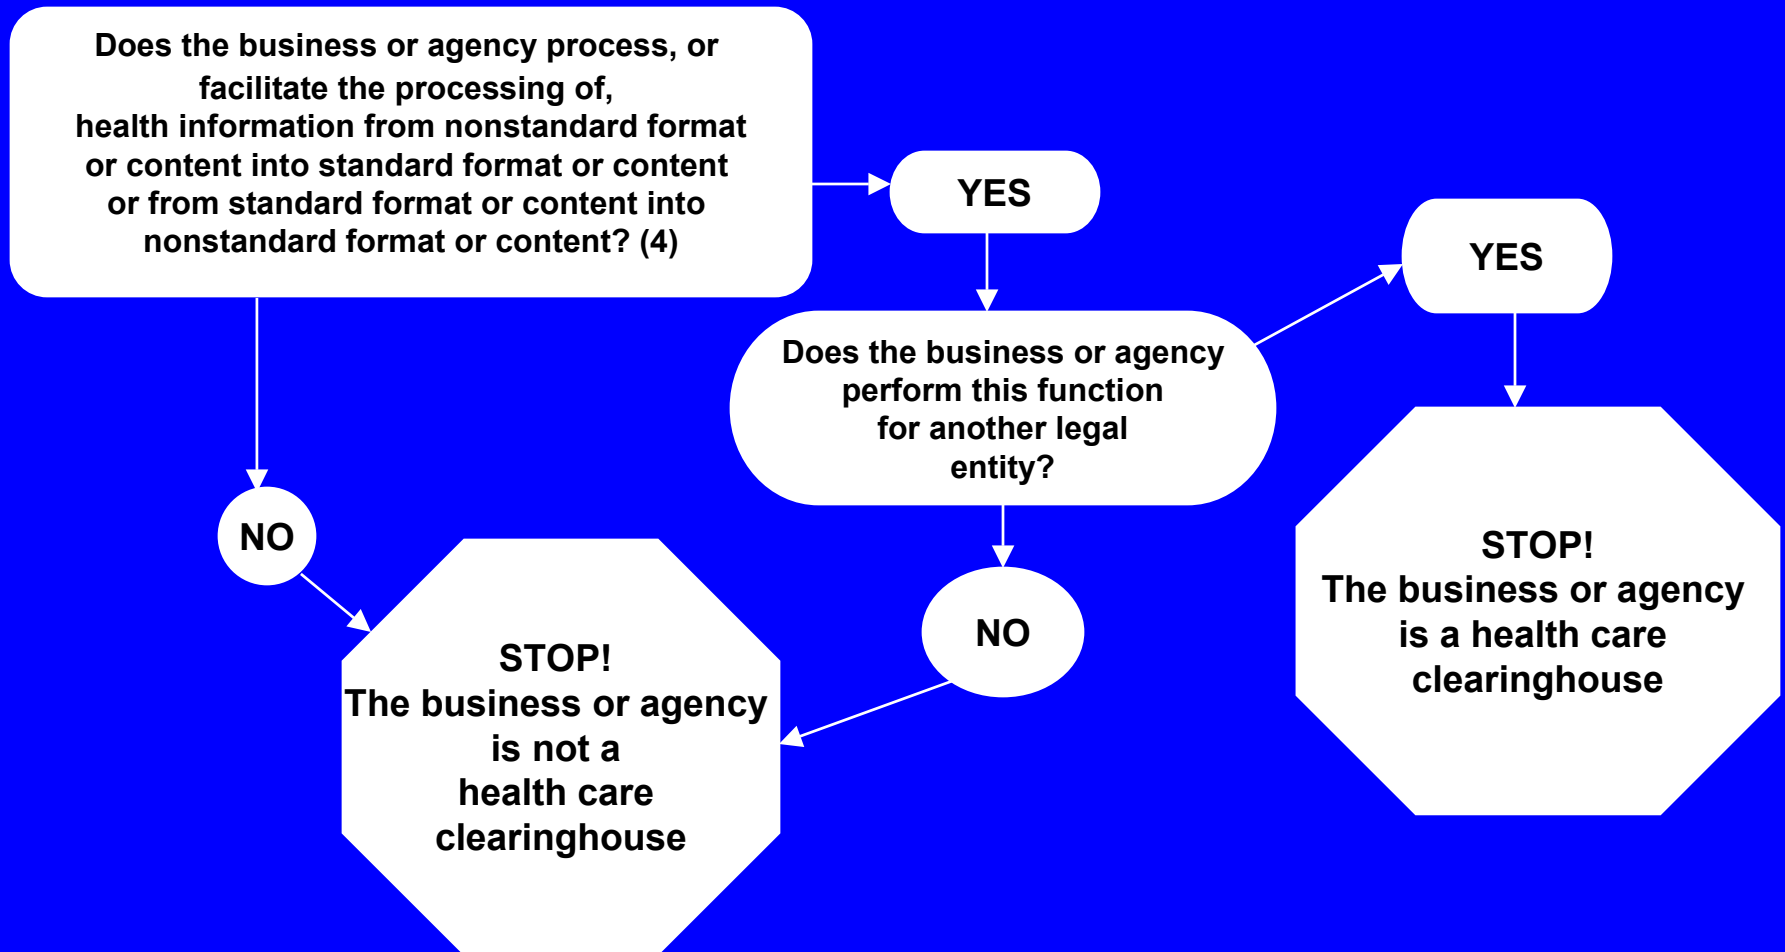 Does the business or agency process, or
facilitate the processing of,
health information from nonstandard format
or content into standard format or content
or from standard format or content into
nonstandard format or content? (4)
YES
YES
Does the business or agency
perform this function
for another legal
entity?
NO
NO
STOP!
The business or agency
is a health care
clearinghouse
STOP!
The business or agency
is not a
health care
clearinghouse